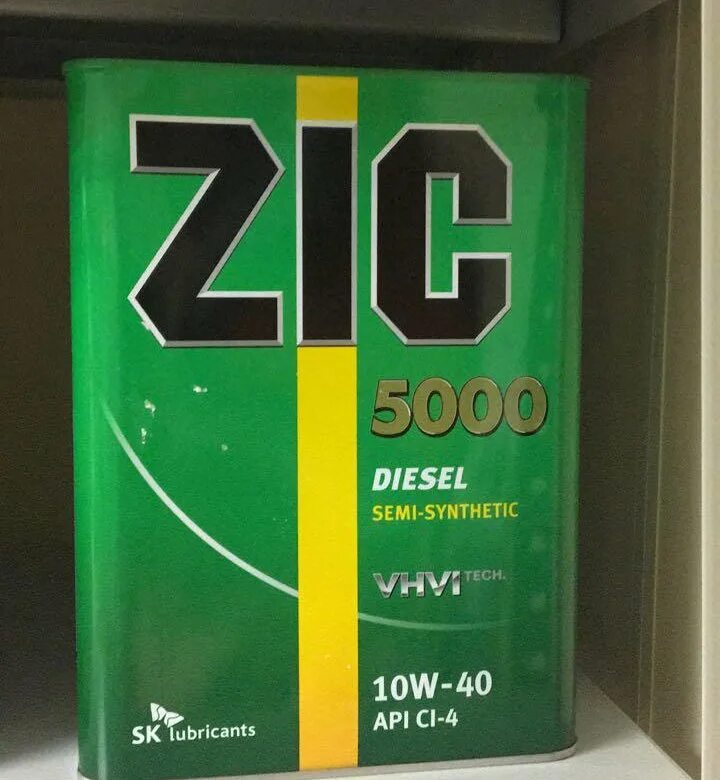 ZIC
5000
DIESEL
SEMI-SYNTHETIC
VHVI TECH.
10W-40
API CI-4
SK lubricants